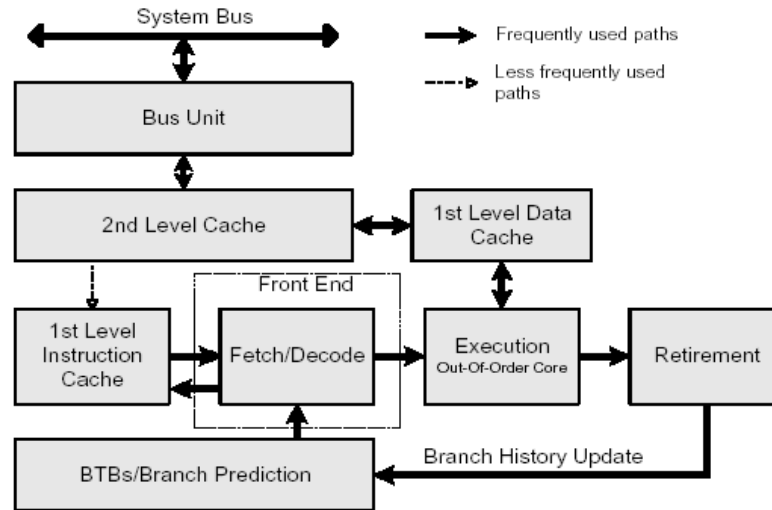 System Bus
Frequently used paths
Less frequently used
paths
Bus Unit
2nd Level Cache
1st Level Data
Cache
Front End
1st Level
Instruction
Cache
Fetch/Decode
Execution
Out-Of-Order Core
Retirement
BTBs/Branch Prediction
Branch History Update